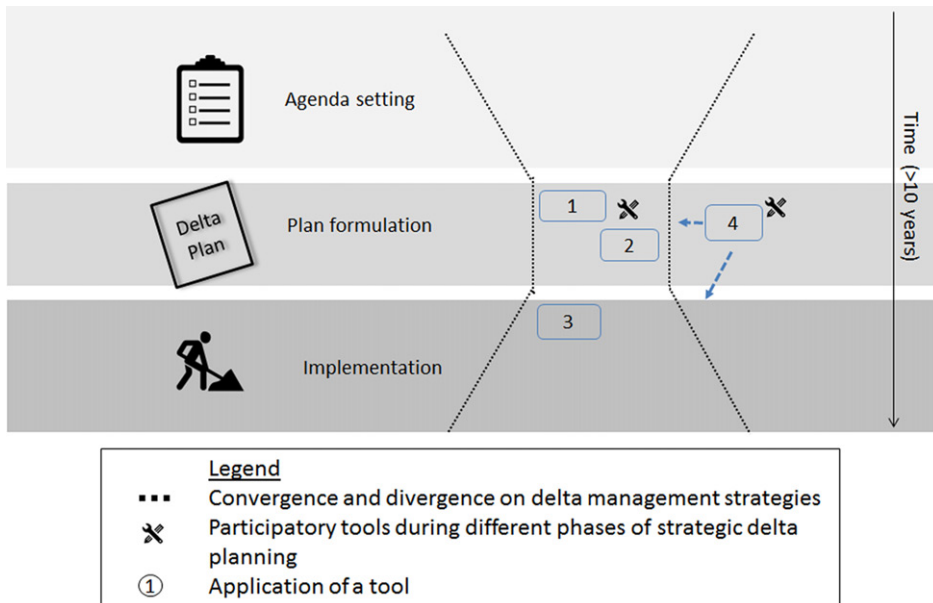 Agenda setting
Time (>10 years)
Delta
Plan
Plan formulation
1
2
4
3
Implementation
Legend
Convergence and divergence on delta management strategies
Participatory tools during different phases of strategic delta
planning
1
Application of a tool